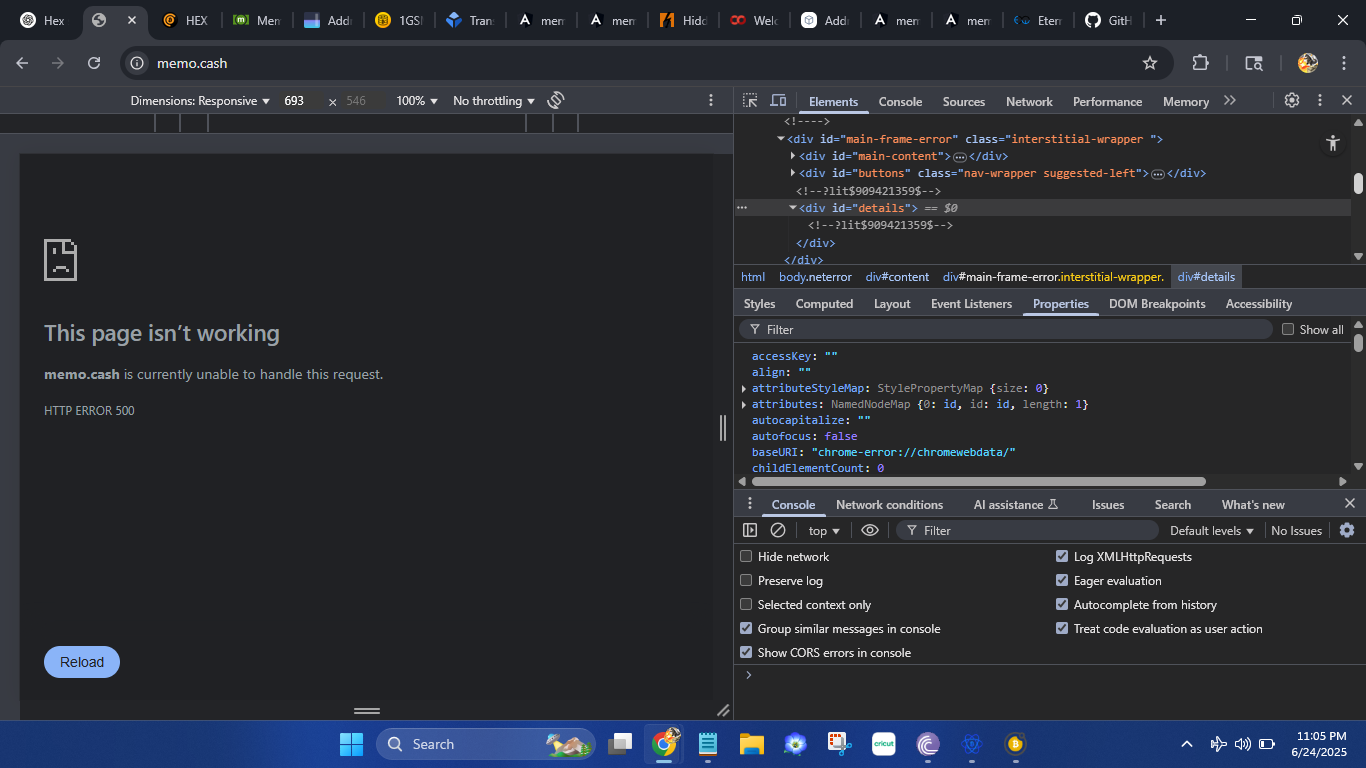 Hex
HEX
Mem
Addr
1GSM
Tran
mem
mem
Hidd
Welc
Addr
mem
mem
Eterr
GitH
memo.cash
Dimensions: Responsive 693 × 546 100% No throttling
Elements Console Sources Network Performance Memory
<!---->
<div id="main-frame-error" class="interstitial-wrapper ">
<div id="main-content">…</div>
<div id="buttons" class="nav-wrapper suggested-left">…</div>
<!--?lit$909421359$-->
<div id="details"> == $0
<!--?lit$909421359$-->
</div>
</div>
html body.neterror div#content div#main-frame-error.interstitial-wrapper. div#details
Styles Computed Layout Event Listeners Properties DOM Breakpoints Accessibility
Filter Show all
accessKey: ""
align: ""
attributeStyleMap: StylePropertyMap {size: 0}
attributes: NamedNodeMap {0: id, id: id, length: 1}
autocapitalize: ""
autofocus: false
baseURI: "chrome-error://chromewebdata/"
childElementCount: 0
This page isn’t working
memo.cash is currently unable to handle this request.
HTTP ERROR 500
Reload
Console Network conditions AI assistance Issues Search What's new
top Filter Default levels No Issues
Hide network Log XMLHttpRequests
Preserve log Eager evaluation
Selected context only Autocomplete from history
Group similar messages in console Treat code evaluation as user action
Show CORS errors in console
Search
cricut
11:05 PM
6/24/2025